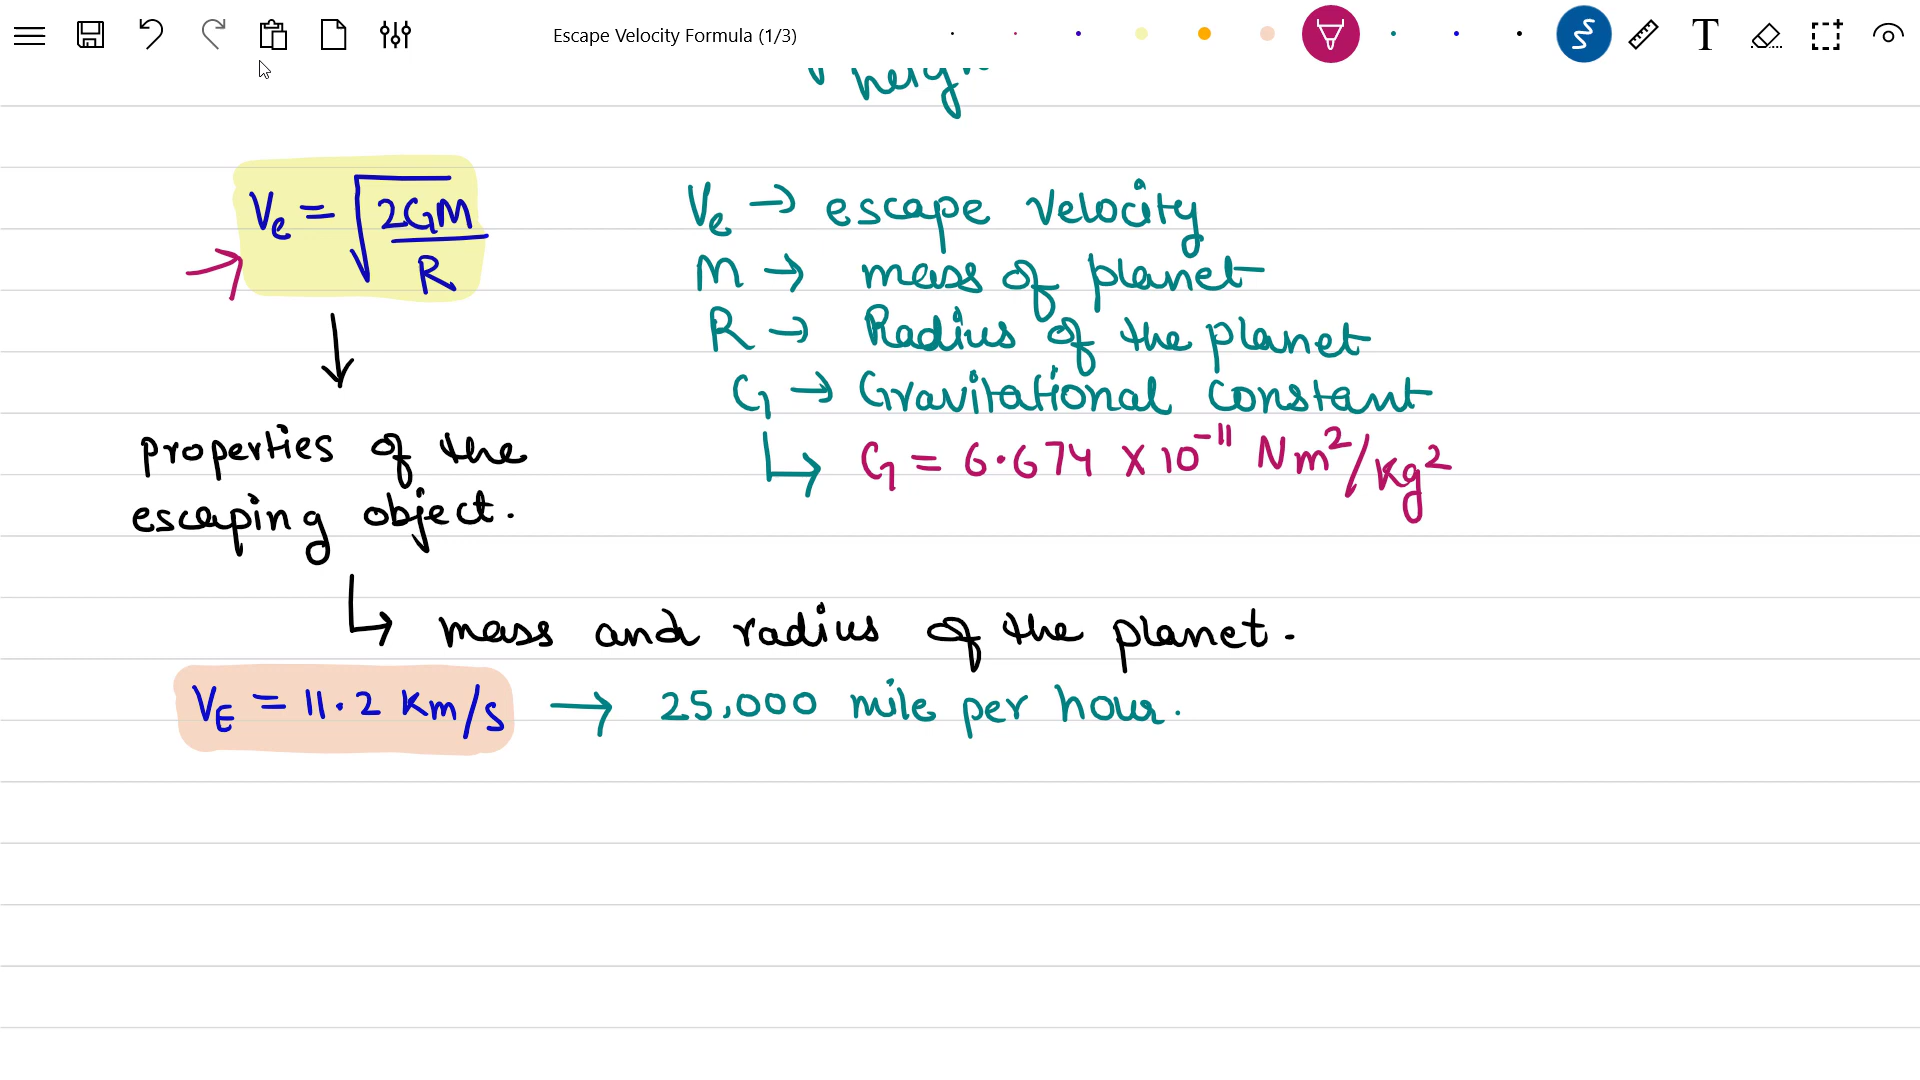 Escape Velocity Formula (1/3)
T
height
Ve = √2GM/R
Ve → escape velocity
M → mass of planet
R → Radius of the planet
G → Gravitational constant
↳ G = 6.674 × 10⁻¹¹ Nm²/kg²
properties of the
escaping object.
↳ mass and radius of the planet.
VE = 11.2 Km/s → 25,000 mile per hour.